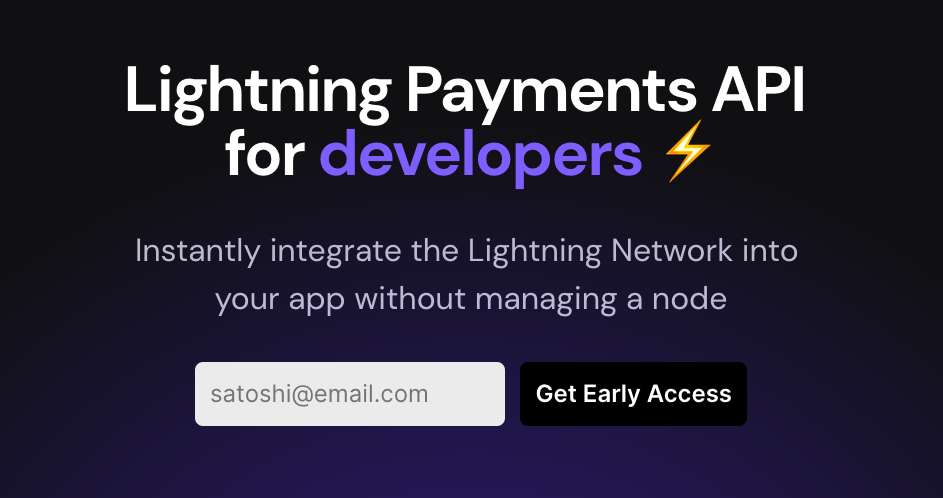 Lightning Payments API
for developers ⚡
Instantly integrate the Lightning Network into
your app without managing a node
satoshi@email.com
Get Early Access